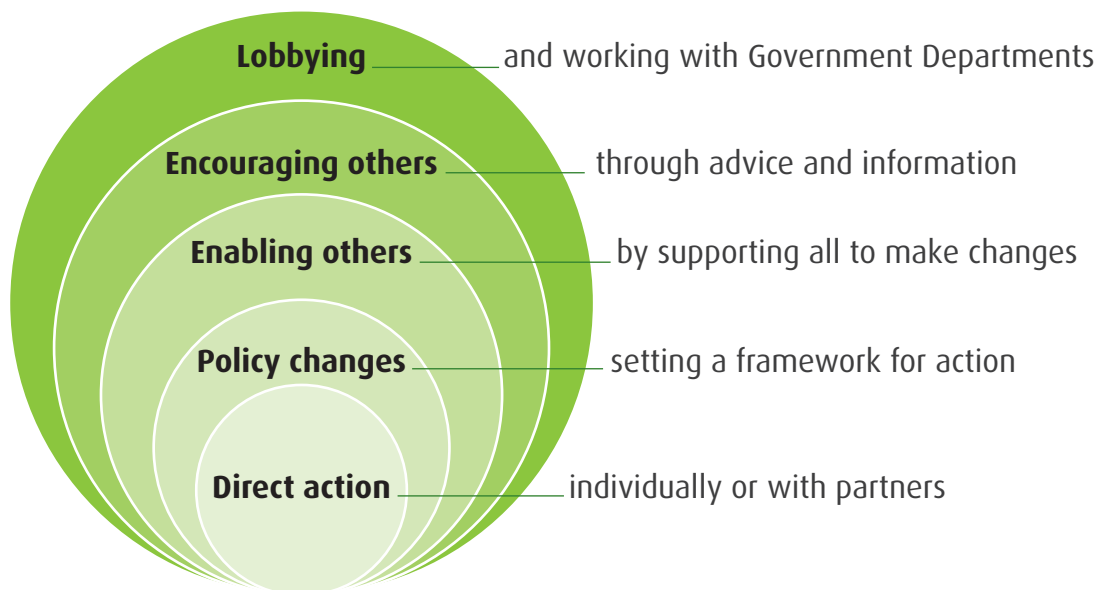 Lobbying and working with Government Departments
Encouraging others through advice and information
Enabling others by supporting all to make changes
Policy changes setting a framework for action
Direct action individually or with partners